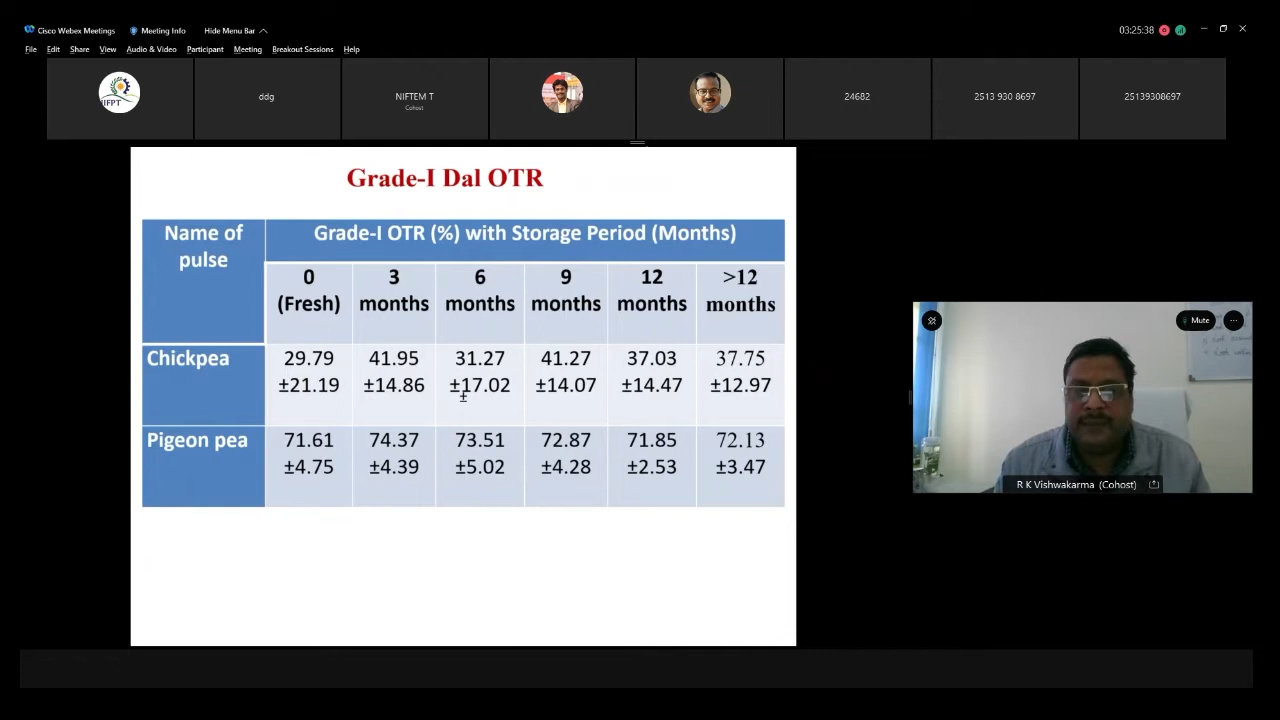 Cisco Webex Meetings Meeting Info Hide Menu Bar 03:25:38
File Edit Share View Audio & Video Participant Meeting Breakout Sessions Help
ddg
NIFTEM T
Cohost
24682
2513 930 8697
25139308697
Grade-I Dal OTR
Name of pulse
Grade-I OTR (%) with Storage Period (Months)
0 (Fresh)
3 months
6 months
9 months
12 months
>12 months
Chickpea
29.79 ±21.19
41.95 ±14.86
31.27 ±17.02
41.27 ±14.07
37.03 ±14.47
37.75 ±12.97
±
Pigeon pea
71.61 ±4.75
74.37 ±4.39
73.51 ±5.02
72.87 ±4.28
71.85 ±2.53
72.13 ±3.47
Mute
R K Vishwakarma (Cohost)